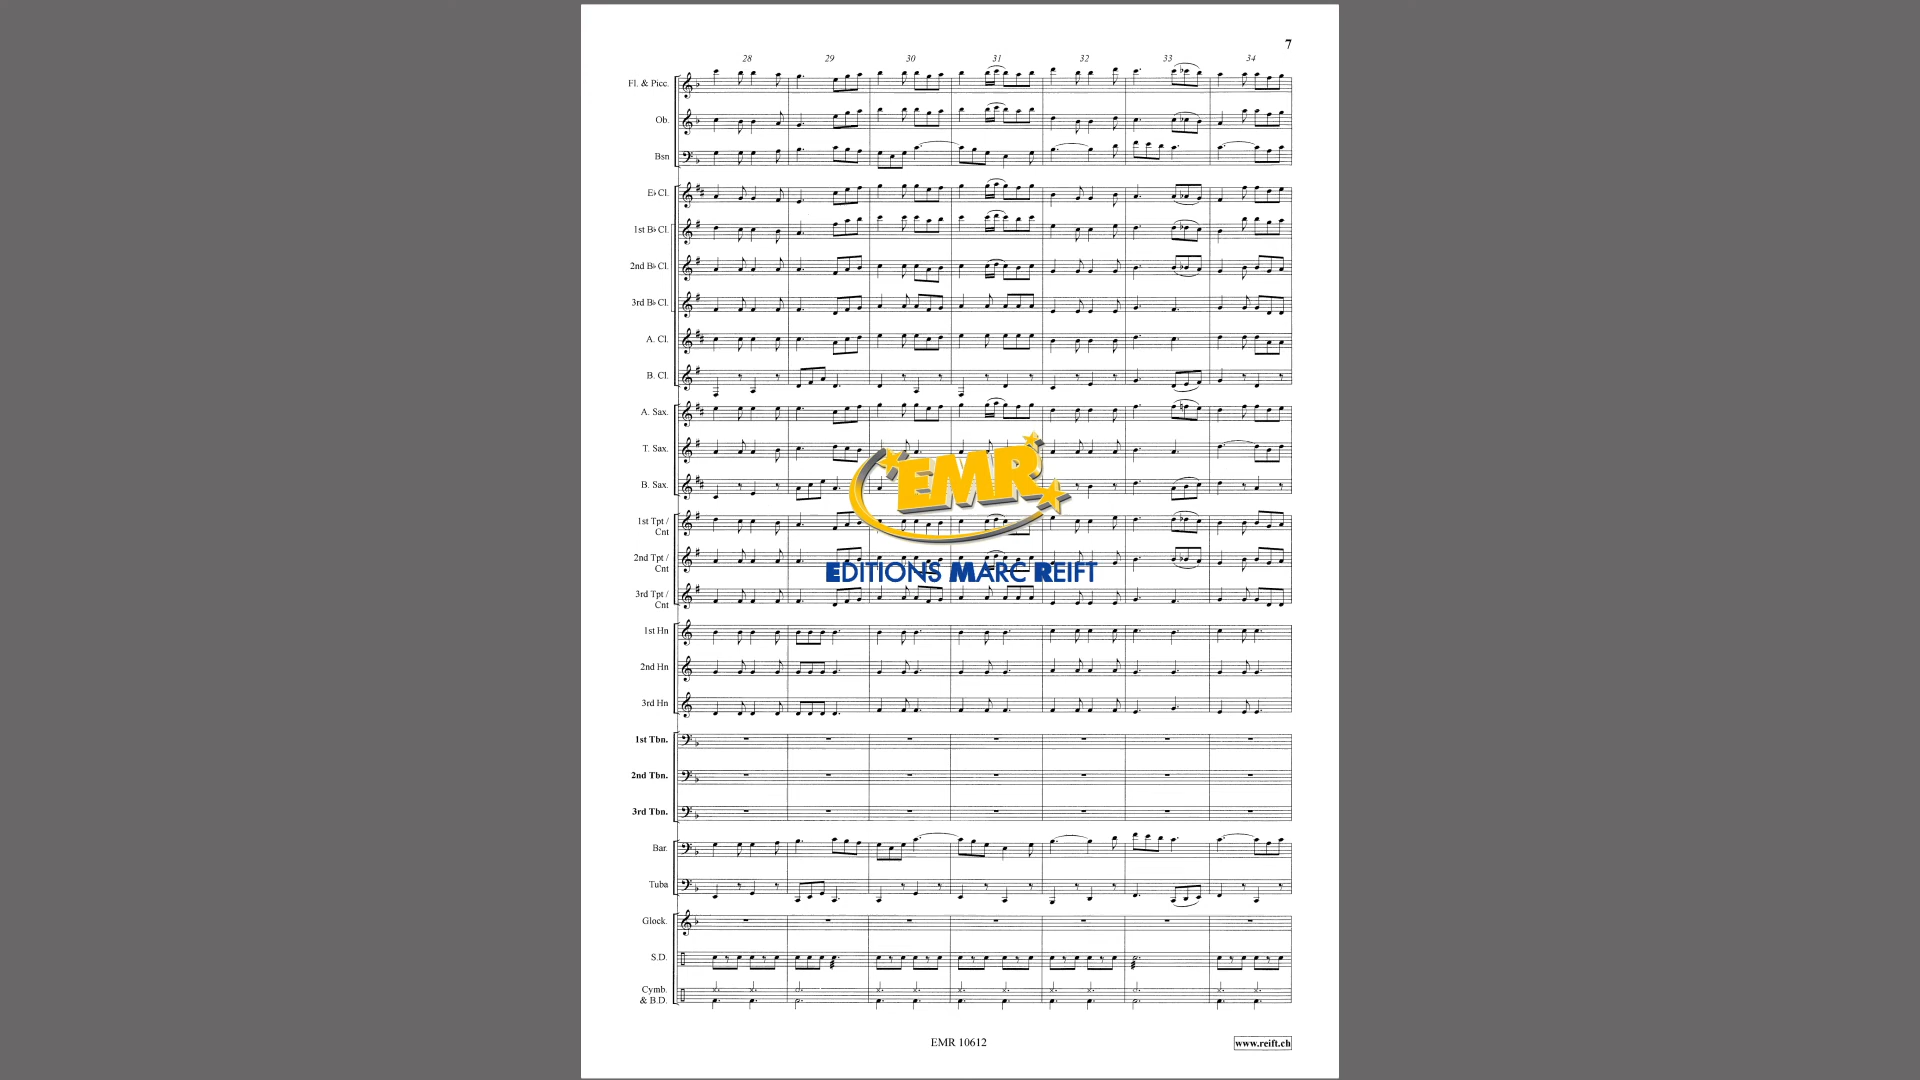 7
28 29 30 31 32 33 34
Fl. & Picc.
Ob.
Bsn
E♭ Cl.
1st B♭ Cl.
2nd B♭ Cl.
3rd B♭ Cl.
A. Cl.
B. Cl.
A. Sax.
T. Sax.
B. Sax.
1st Tpt /
Cnt
2nd Tpt /
Cnt
3rd Tpt /
Cnt
1st Hn
2nd Hn
3rd Hn
1st Tbn.
2nd Tbn.
3rd Tbn.
Bar.
Tuba
Glock.
S.D.
Cymb.
& B.D.
EMR
EDITIONS MARC REIFT
EMR 10612
www.reift.ch